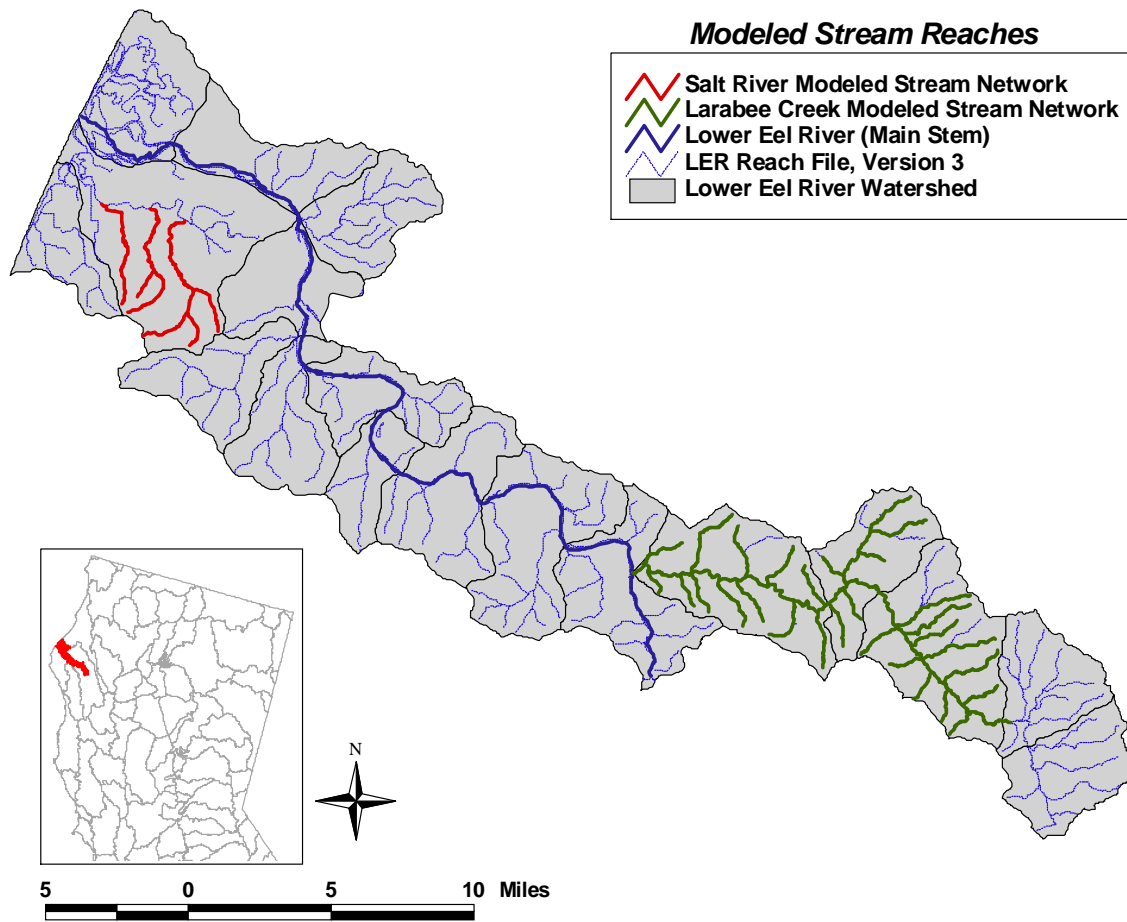 Modeled Stream Reaches
Salt River Modeled Stream Network
Larabee Creek Modeled Stream Network
Lower Eel River (Main Stem)
LER Reach File, Version 3
Lower Eel River Watershed
N
5 0 5 10 Miles